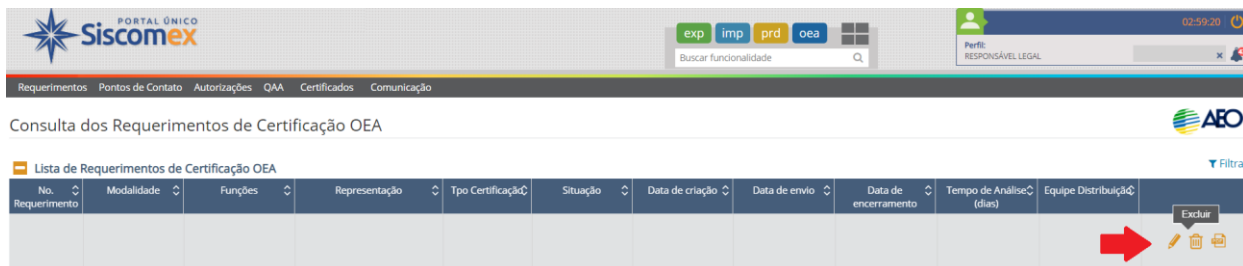 PORTAL ÚNICO
Siscomex
exp imp prd oea
Buscar funcionalidade
02:59:20
Perfil:
RESPONSÁVEL LEGAL
Requerimentos Pontos de Contato Autorizações QAA Certificados Comunicação
Consulta dos Requerimentos de Certificação OEA
AEO
Lista de Requerimentos de Certificação OEA
Filtra
No. Requerimento Modalidade Funções Representação Tpo Certificação Situação Data de criação Data de envio Data de encerramento Tempo de Análise (dias) Equipe Distribuição
Excluir